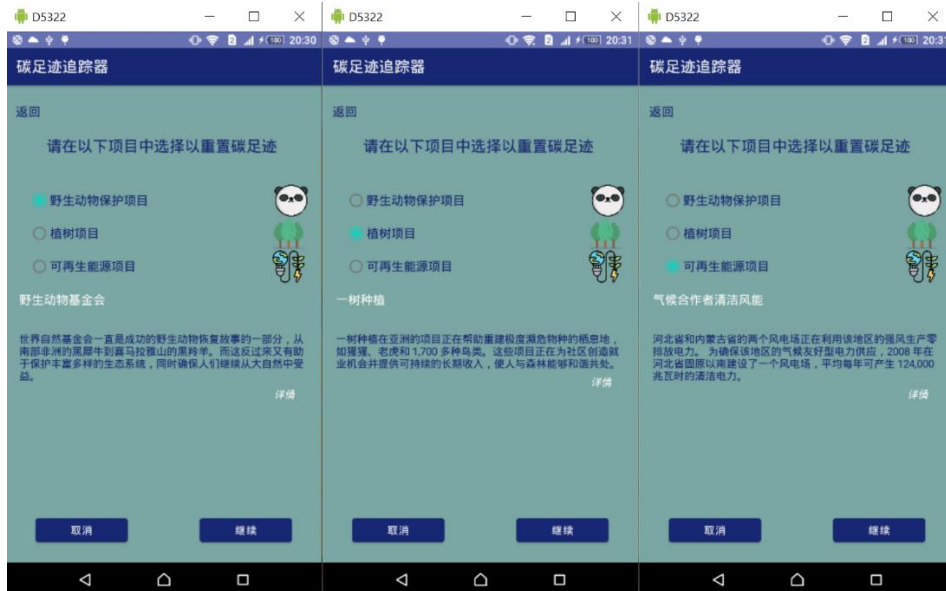 D5322
20:30
碳足迹追踪器
返回
请在以下项目中选择以重置碳足迹
野生动物保护项目
植树项目
可再生能源项目
野生动物基金会
世界自然基金会一直是成功的野生动物恢复故事的一部分，从
南部非洲的黑犀牛到喜马拉雅山的黑羚羊。而这反过来又有助
于保护丰富多样的生态系统，同时确保人们继续从大自然中受
益。
详情
取消
继续
D5322
20:31
碳足迹追踪器
返回
请在以下项目中选择以重置碳足迹
野生动物保护项目
植树项目
可再生能源项目
一树种植
一树种植在亚洲的项目正在帮助重建极度濒危物种的栖息地，
如猩猩、老虎和 1,700 多种鸟类。这些项目正在为社区创造就
业机会并提供可持续的长期收入，使人与森林能够和谐共处。
详情
取消
继续
D5322
碳足迹追踪器
返回
请在以下项目中选择以重置碳足迹
野生动物保护项目
植树项目
可再生能源项目
气候合作者清洁风能
河北省和内蒙古省的两个风电场正在利用该地区的强风生产零
排放电力。 为确保该地区的气候友好型电力供应，2008 年在
河北省固原以南建设了一个风电场，平均每年可产生 124,000
兆瓦时的清洁电力。
详情
取消
继续